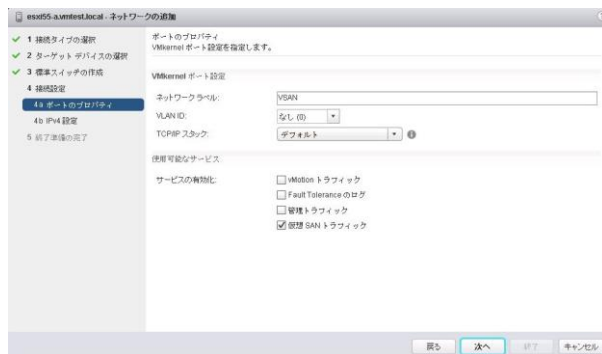 esxi55-a.vmtest.local - ネットワークの追加
1 接続タイプの選択
2 ターゲット デバイスの選択
3 標準スイッチの作成
4 接続設定
4a ポートのプロパティ
4b IPv4 設定
5 終了準備の完了
ポートのプロパティ
VMkernel ポート設定を指定します。
VMkernel ポート設定
ネットワーク ラベル: VSAN
VLAN ID: なし (0)
TCP/IP スタック: デフォルト
使用可能なサービス
サービスの有効化: vMotion トラフィック
Fault Tolerance のログ
管理トラフィック
仮想 SAN トラフィック
戻る 次へ 終了 キャンセル